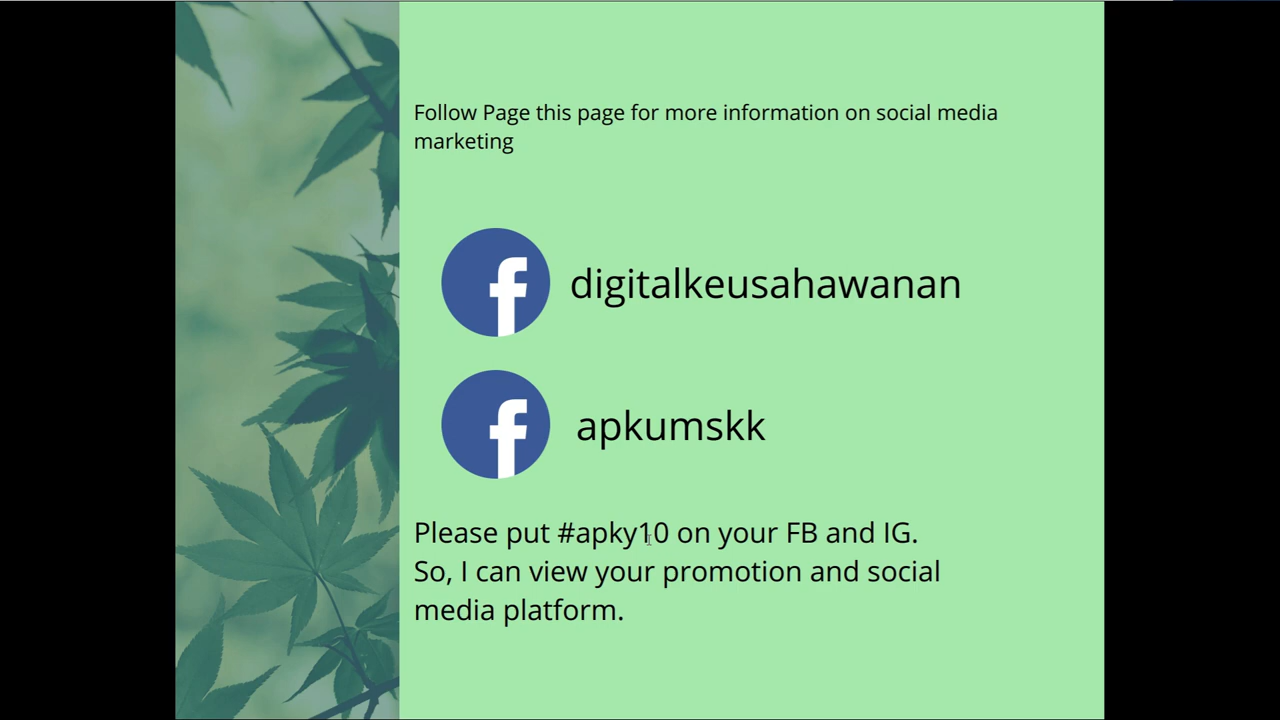 Follow Page this page for more information on social media
marketing
digitalkeusahawanan
apkumskk
Please put #apky10 on your FB and IG.
So, I can view your promotion and social
media platform.